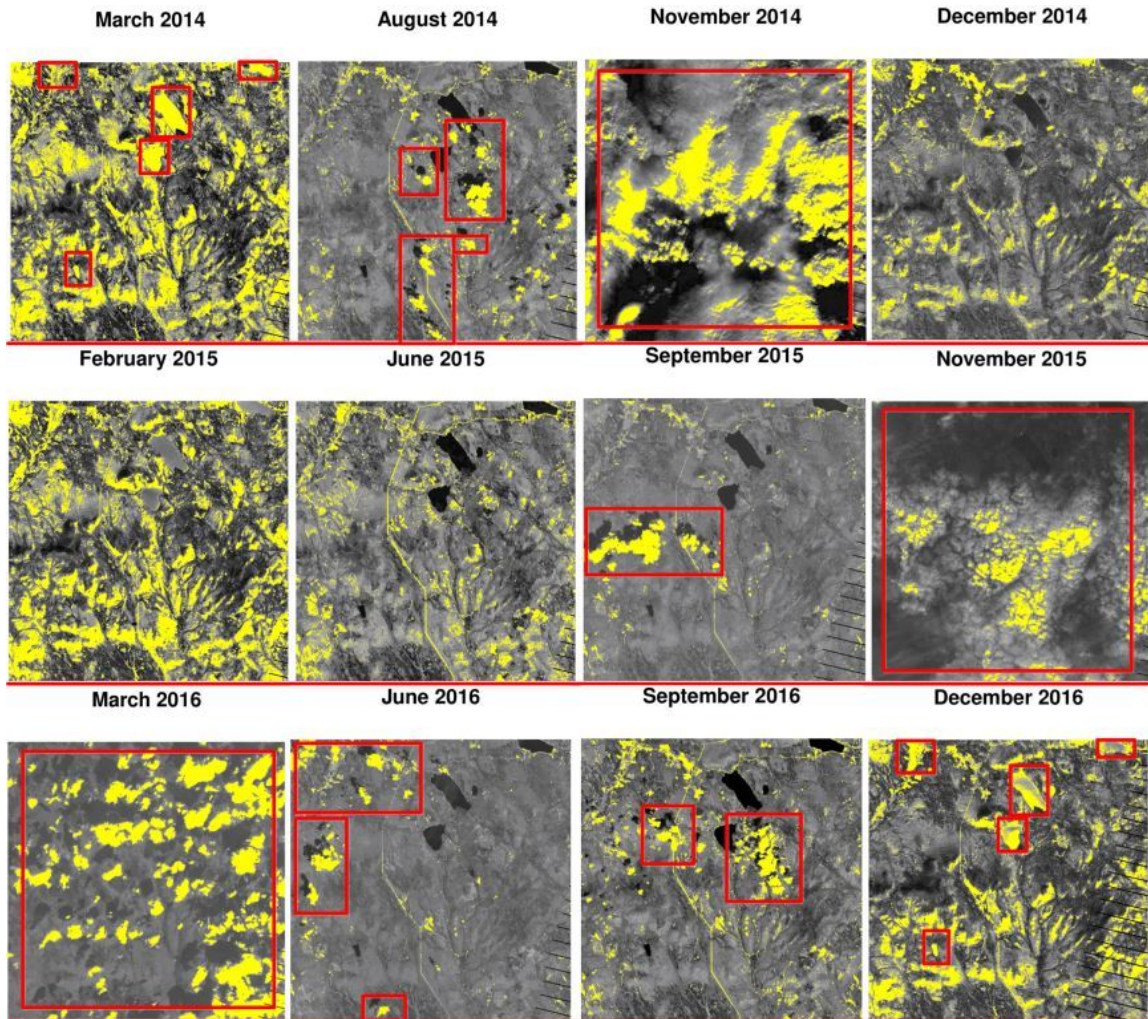 March 2014
August 2014
November 2014
December 2014
February 2015
June 2015
September 2015
November 2015
March 2016
June 2016
September 2016
December 2016